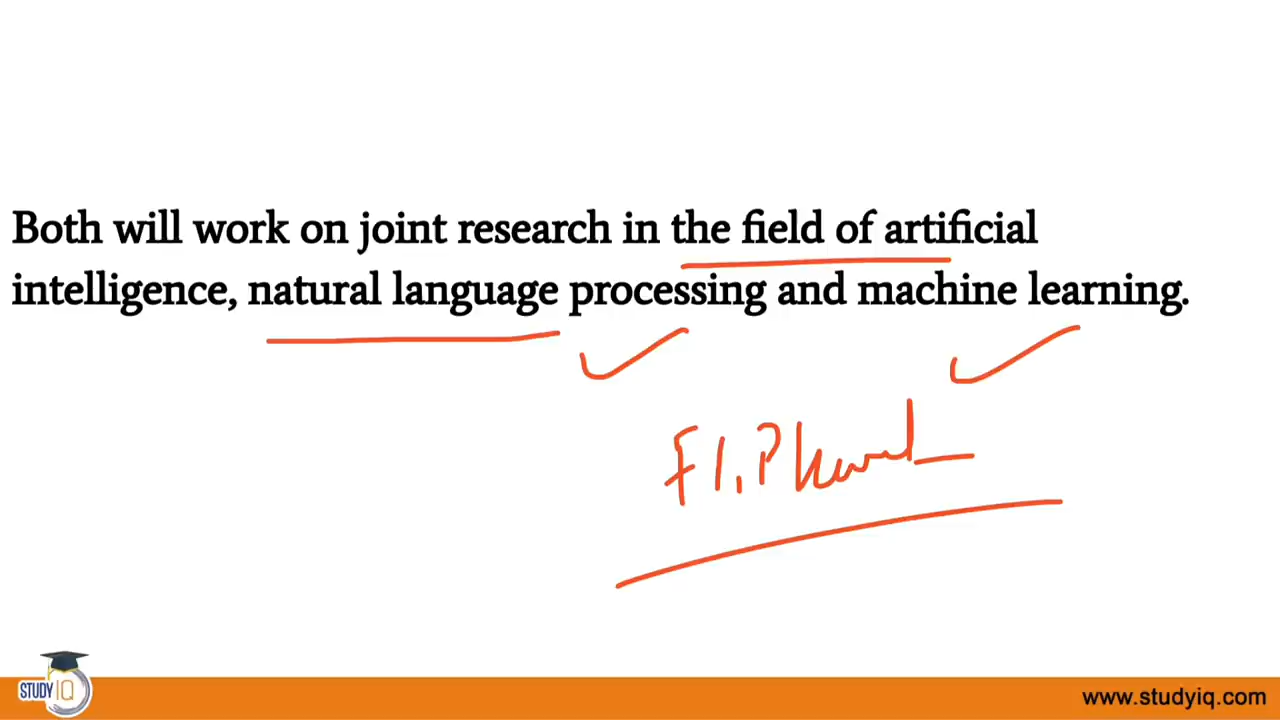 Both will work on joint research in the field of artificial
intelligence, natural language processing and machine learning.
STUDY IQ
www.studyiq.com